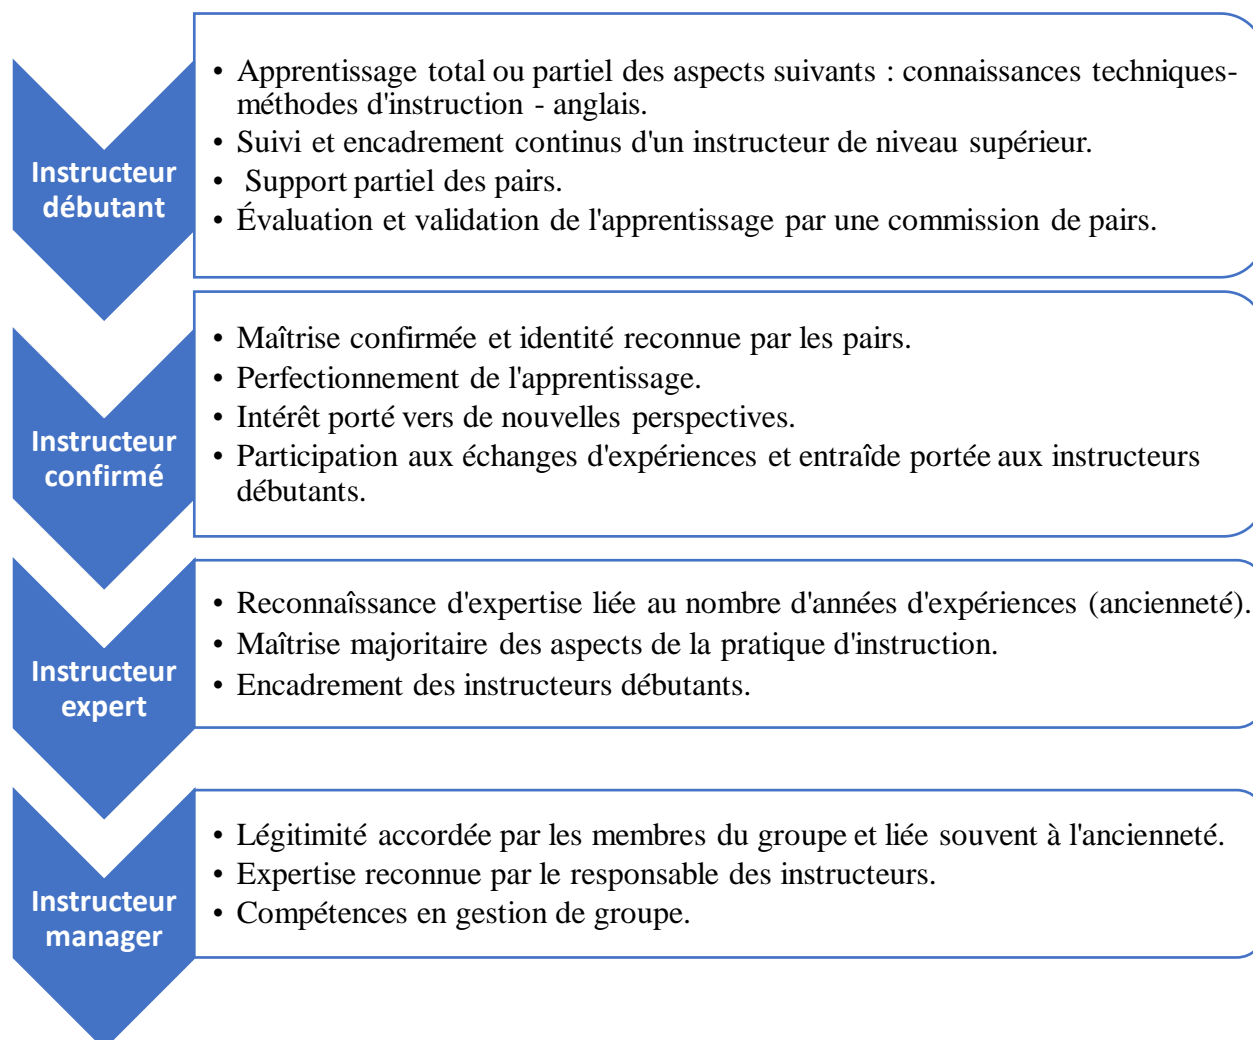 Instructeur
débutant
• Apprentissage total ou partiel des aspects suivants : connaissances techniques-
méthodes d'instruction - anglais.
• Suivi et encadrement continus d'un instructeur de niveau supérieur.
• Support partiel des pairs.
• Évaluation et validation de l'apprentissage par une commission de pairs.
Instructeur
confirmé
• Maîtrise confirmée et identité reconnue par les pairs.
• Perfectionnement de l'apprentissage.
• Intérêt porté vers de nouvelles perspectives.
• Participation aux échanges d'expériences et entraîde portée aux instructeurs
débutants.
Instructeur
expert
• Reconnaîssance d'expertise liée au nombre d'années d'expériences (ancienneté).
• Maîtrise majoritaire des aspects de la pratique d'instruction.
• Encadrement des instructeurs débutants.
Instructeur
manager
• Légitimité accordée par les membres du groupe et liée souvent à l'ancienneté.
• Expertise reconnue par le responsable des instructeurs.
• Compétences en gestion de groupe.